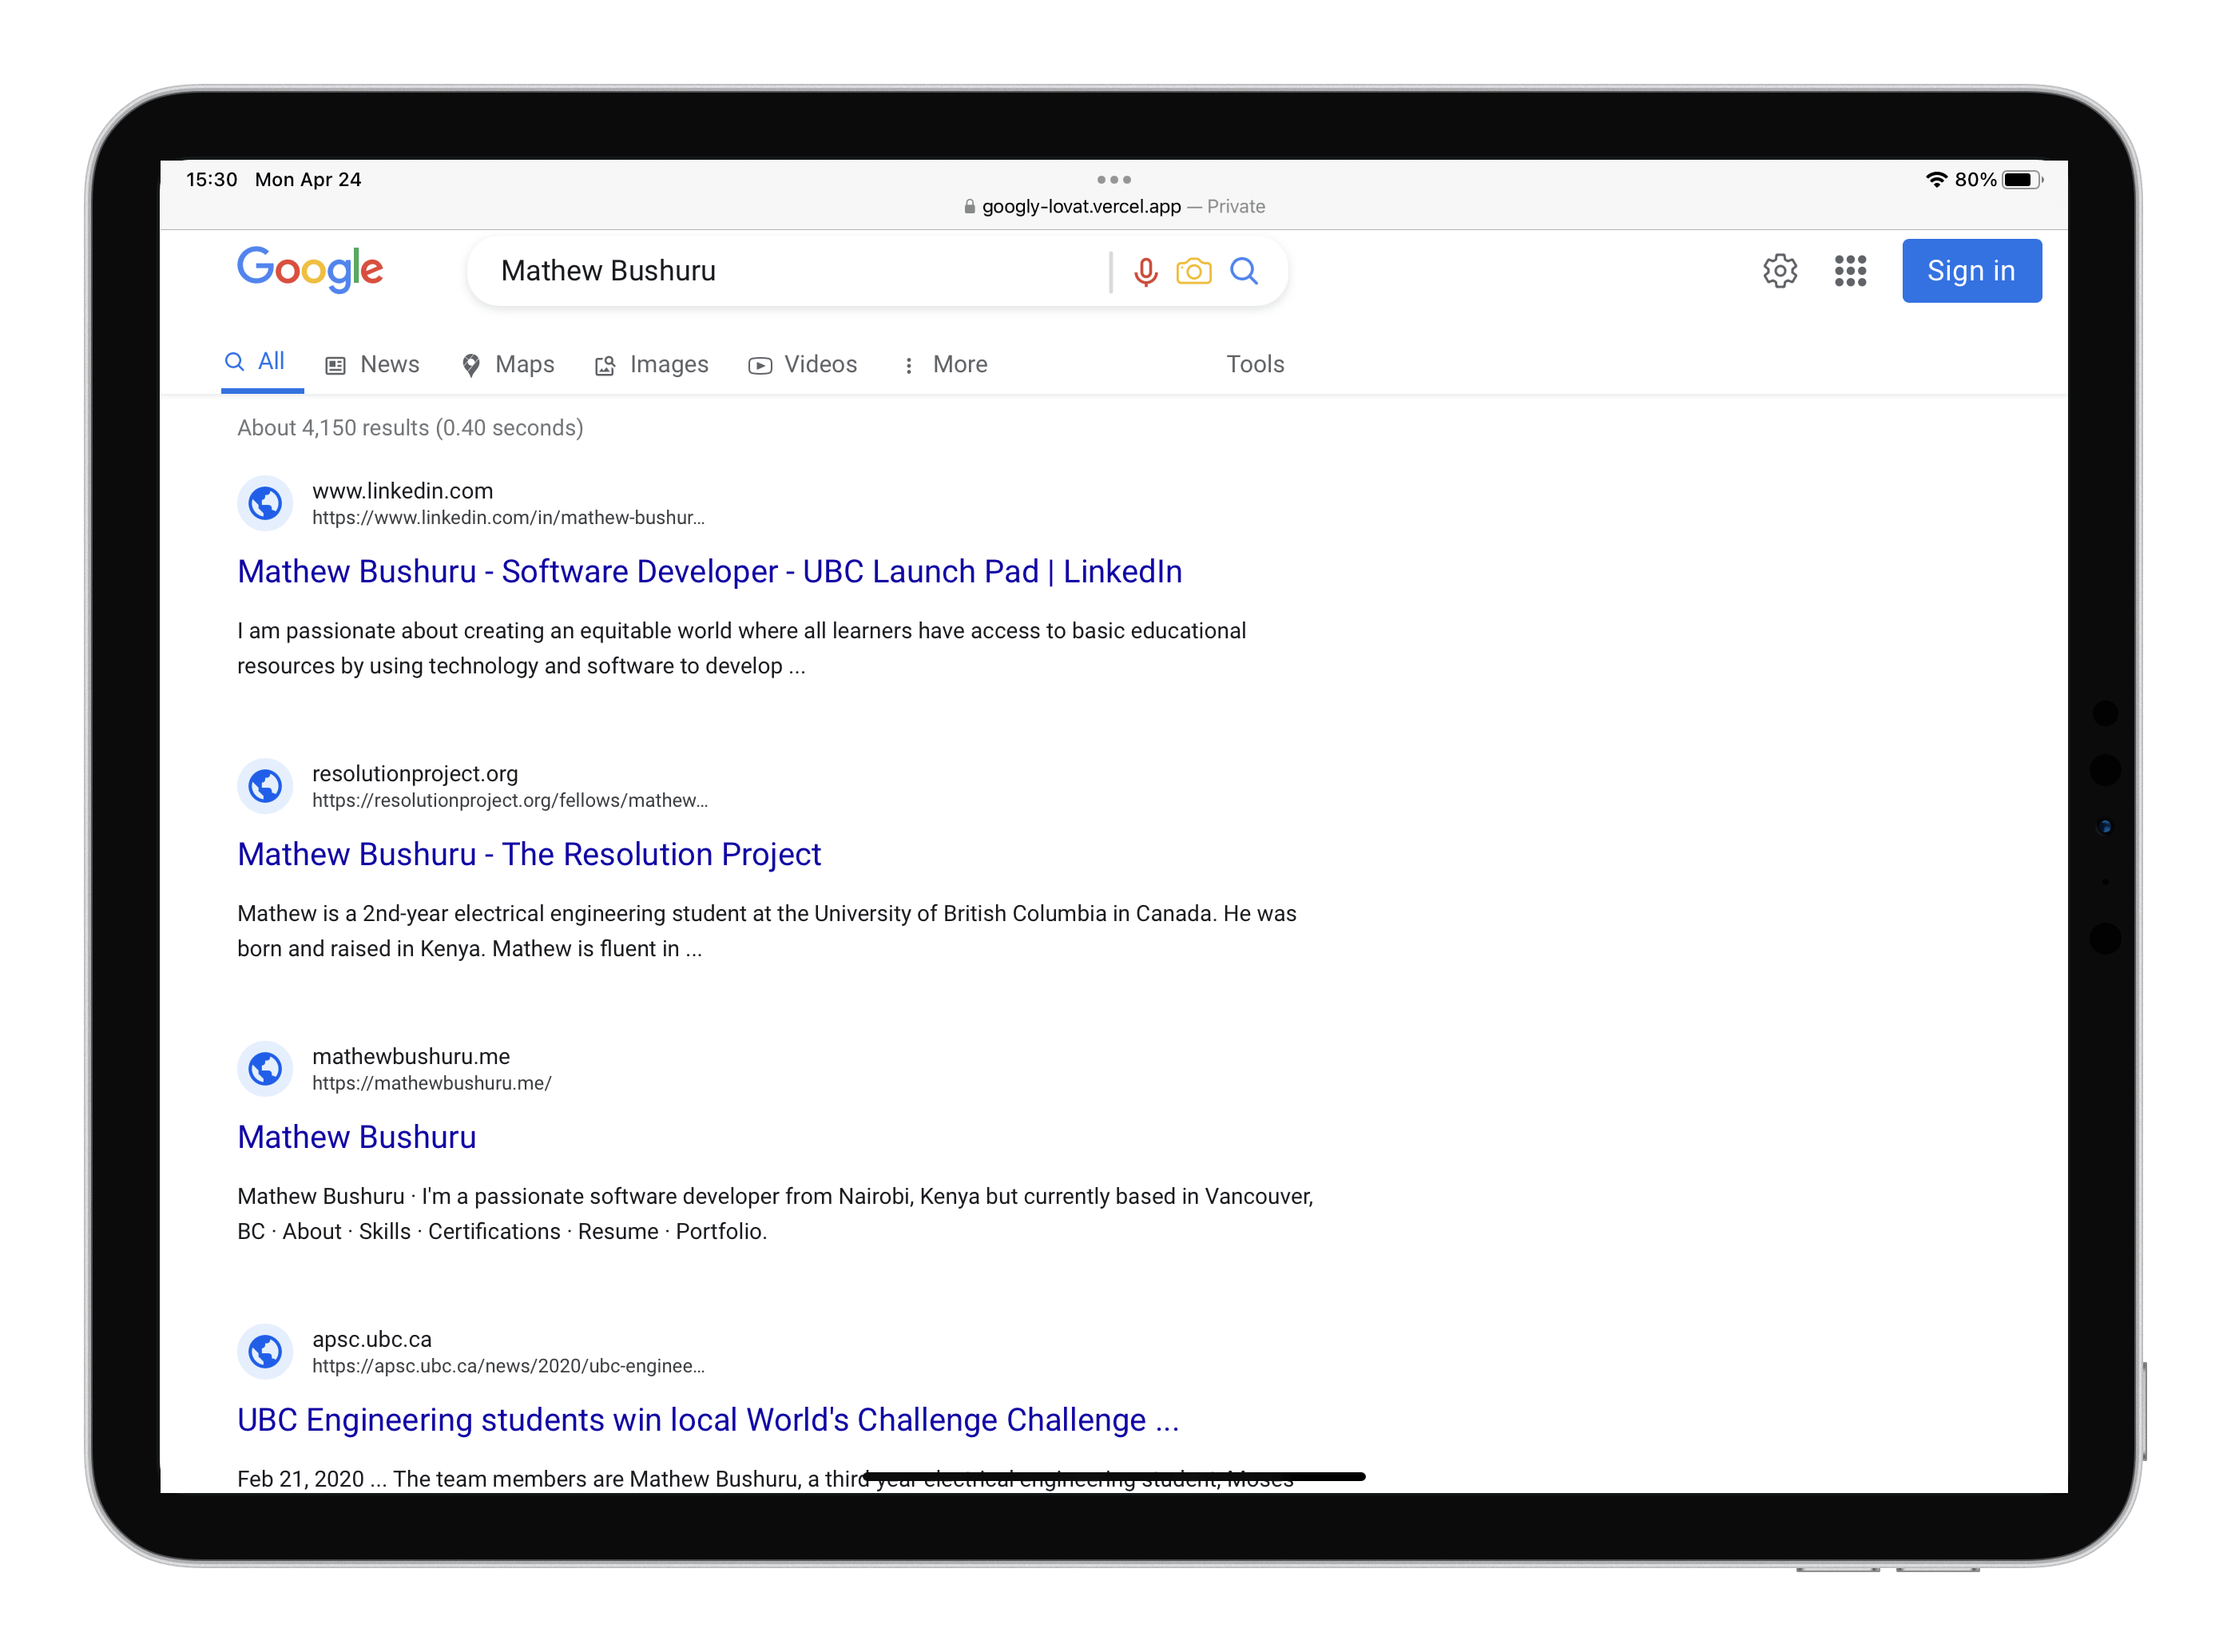 15:30 Mon Apr 24
80%
googly-lovat.vercel.app — Private
Google
Mathew Bushuru
Sign in
All News Maps Images Videos More Tools
About 4,150 results (0.40 seconds)
www.linkedin.com
https://www.linkedin.com/in/mathew-bushur...
Mathew Bushuru - Software Developer - UBC Launch Pad | LinkedIn
I am passionate about creating an equitable world where all learners have access to basic educational
resources by using technology and software to develop ...
resolutionproject.org
https://resolutionproject.org/fellows/mathew...
Mathew Bushuru - The Resolution Project
Mathew is a 2nd-year electrical engineering student at the University of British Columbia in Canada. He was
born and raised in Kenya. Mathew is fluent in ...
mathewbushuru.me
https://mathewbushuru.me/
Mathew Bushuru
Mathew Bushuru · I'm a passionate software developer from Nairobi, Kenya but currently based in Vancouver,
BC · About · Skills · Certifications · Resume · Portfolio.
apsc.ubc.ca
https://apsc.ubc.ca/news/2020/ubc-enginee...
UBC Engineering students win local World's Challenge Challenge ...
Feb 21, 2020 ... The team members are Mathew Bushuru, a third year electrical engineering student, Moses